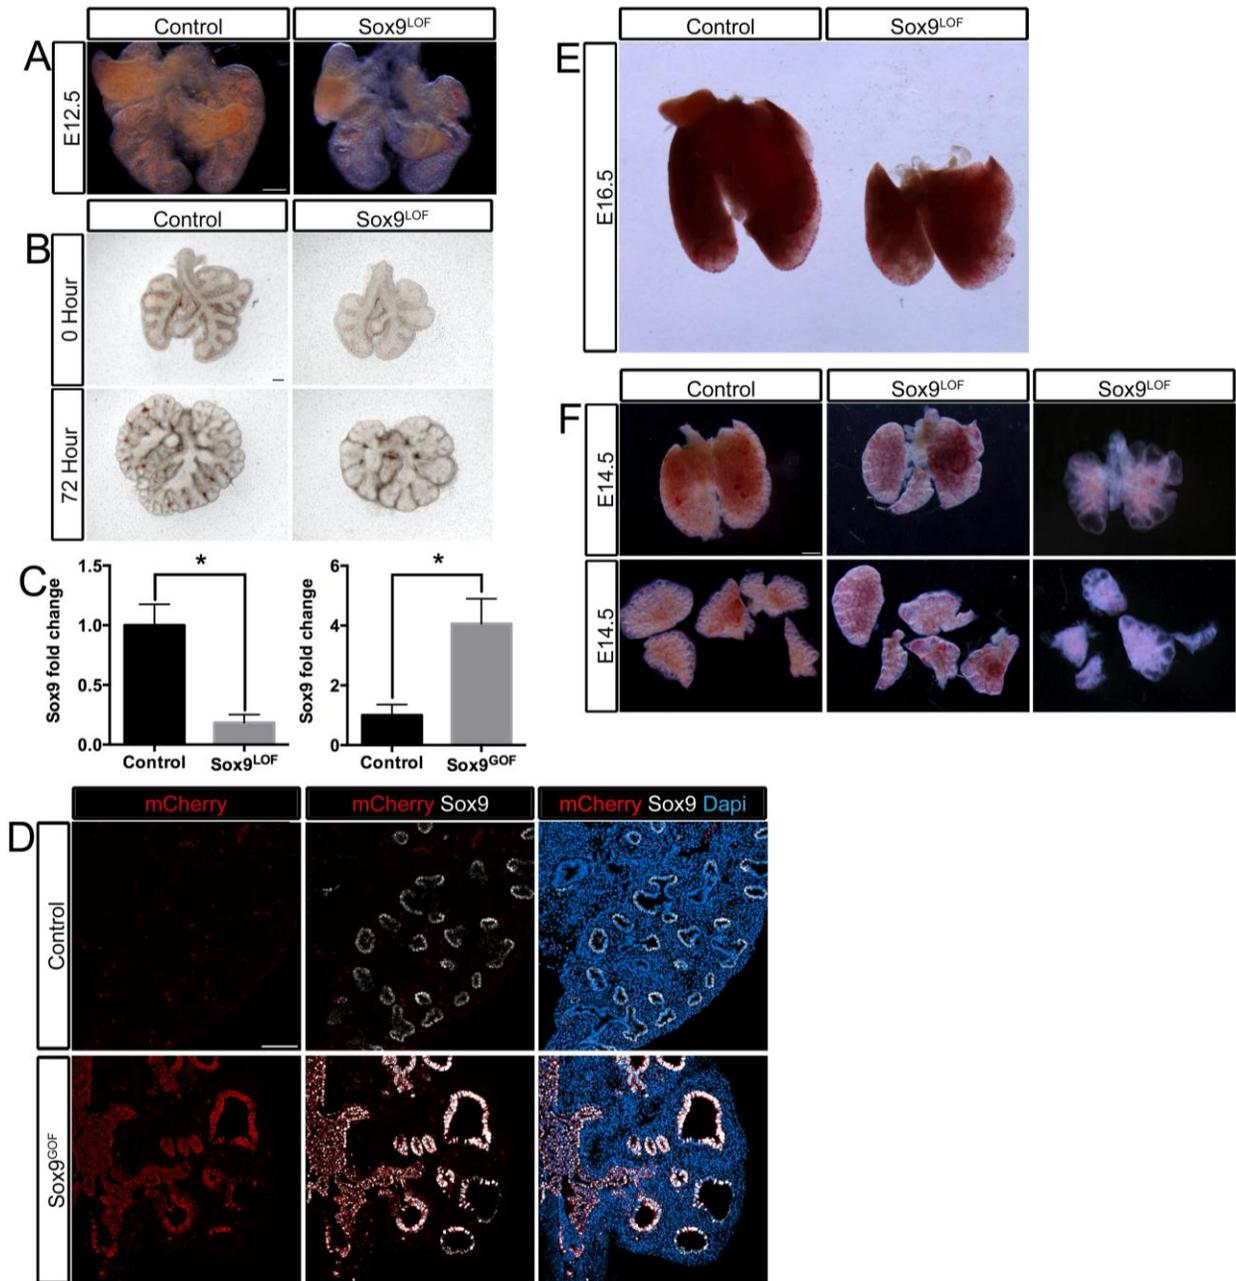 A
Control Sox9LOF
E12.5
B
Control Sox9LOF
0 Hour
72 Hour
C
Sox9 fold change
1.5
1.0
0.5
0.0
*
Control Sox9LOF
Sox9 fold change
6
4
2
0
*
Control Sox9GOF
D
mCherry
mCherry Sox9
mCherry Sox9 Dapi
Control
Sox9GOF
E
Control Sox9LOF
E16.5
F
Control Sox9LOF Sox9LOF
E14.5
E14.5